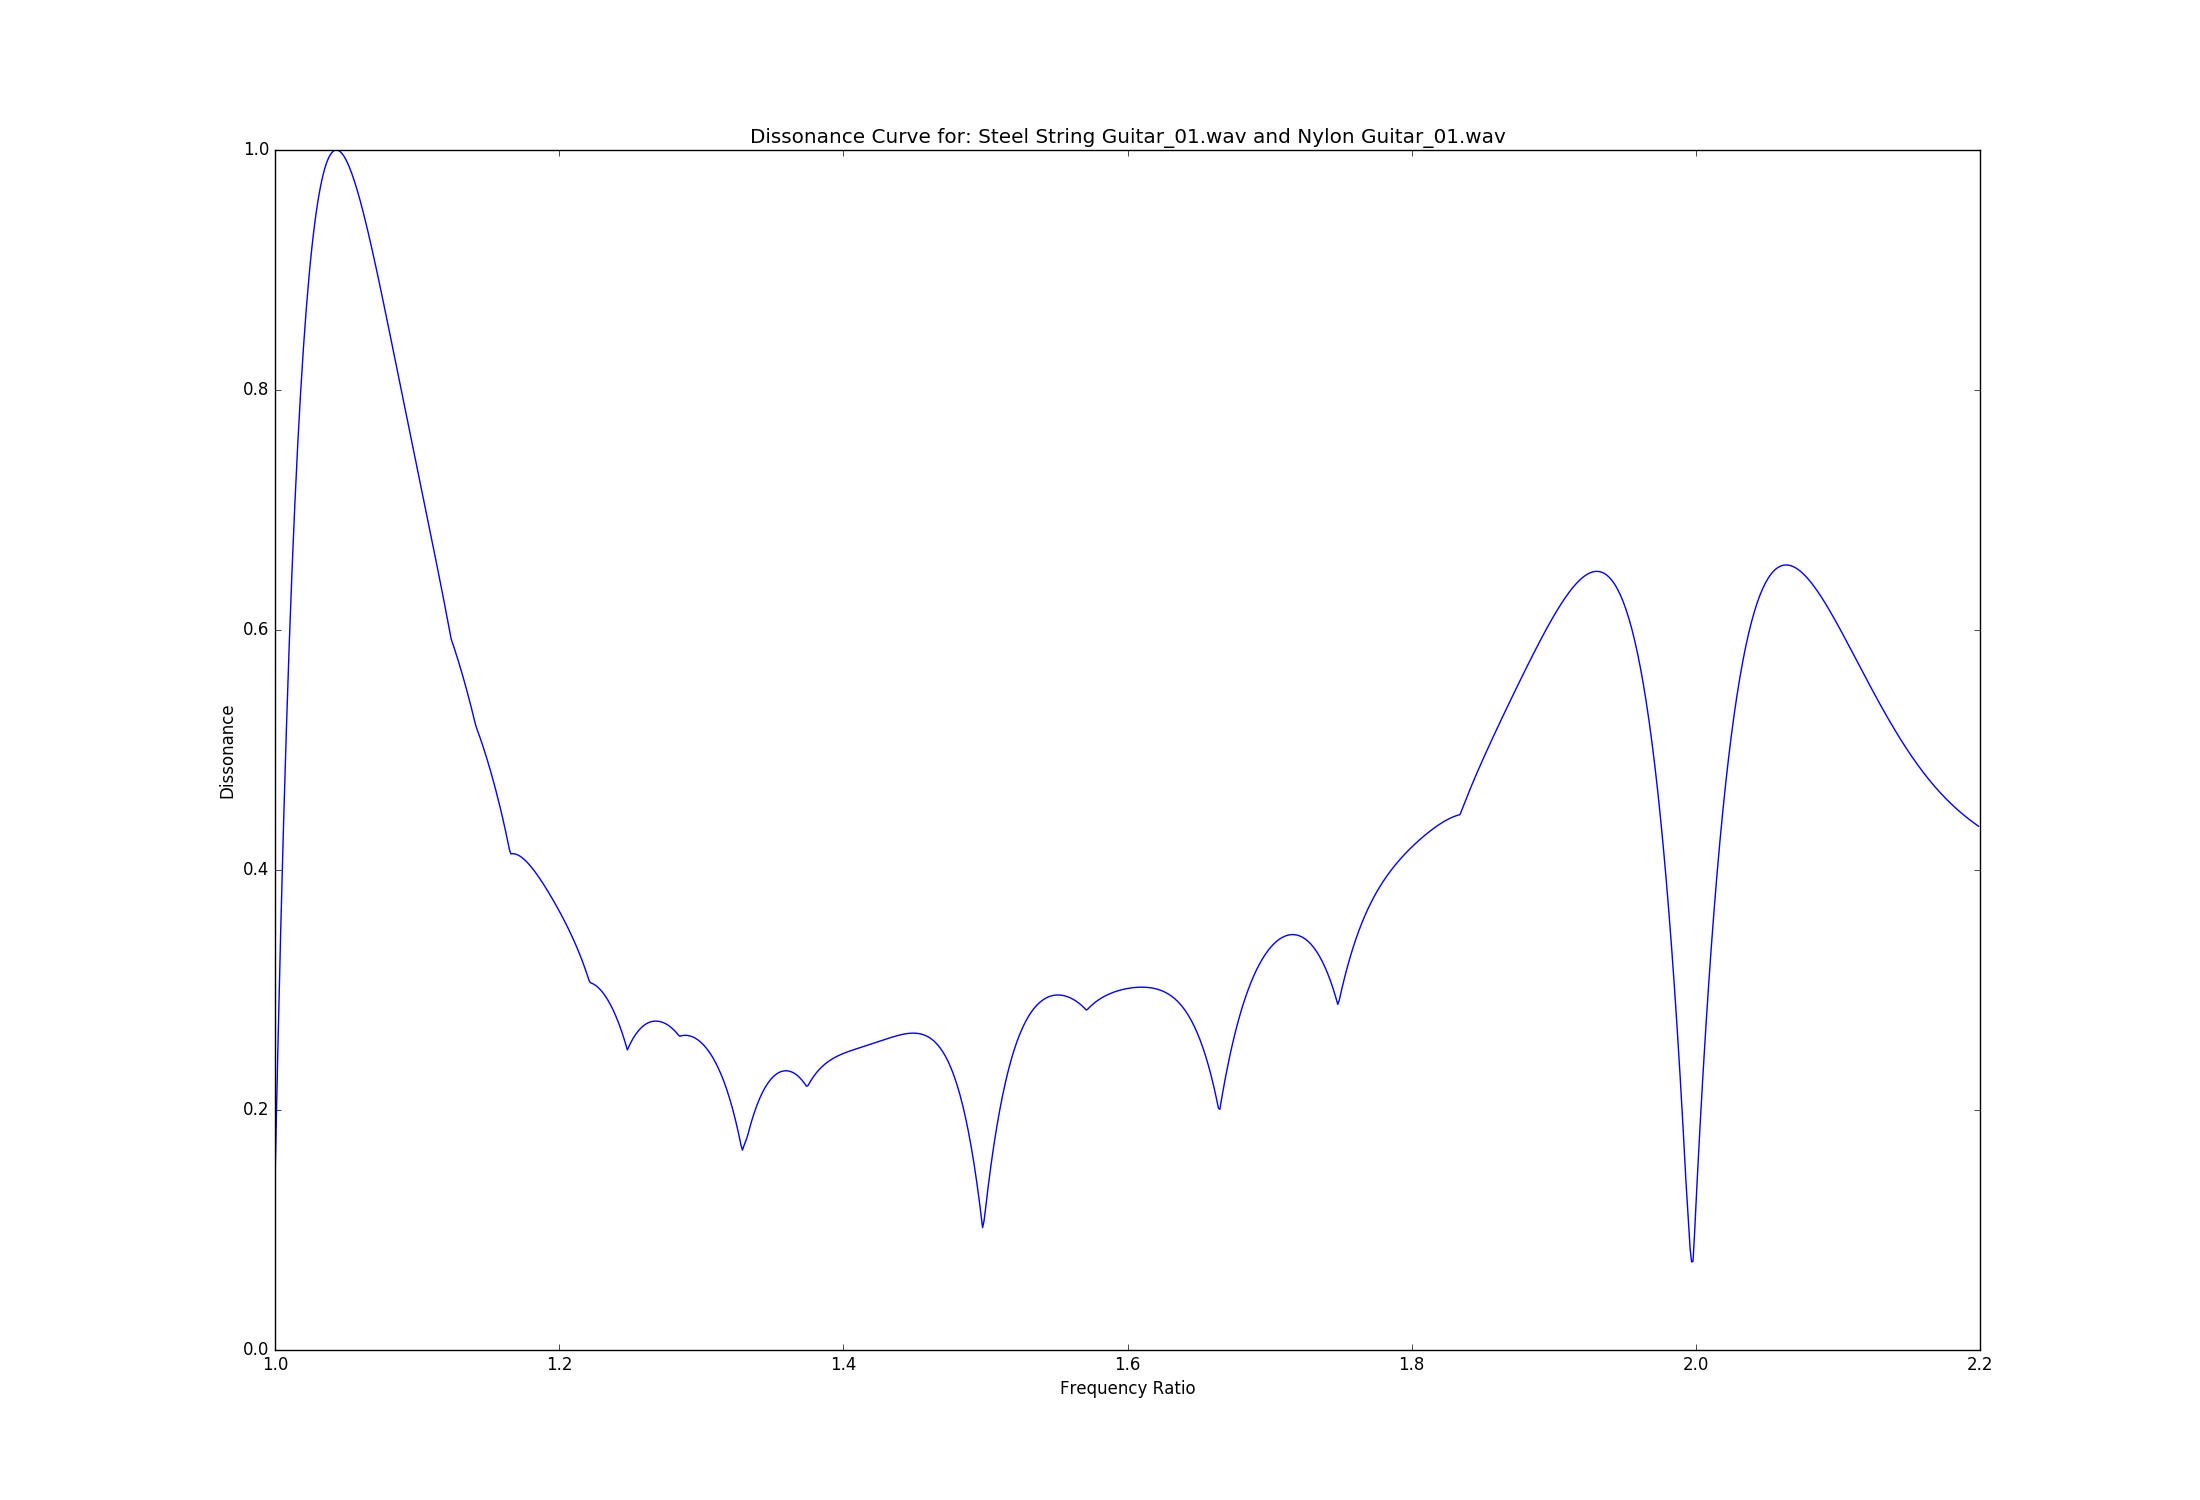 Dissonance Curve for: Steel String Guitar_01.wav and Nylon Guitar_01.wav
1.0
0.8
0.6
0.4
0.2
0.0
Dissonance
1.0 1.2 1.4 1.6 1.8 2.0 2.2
Frequency Ratio